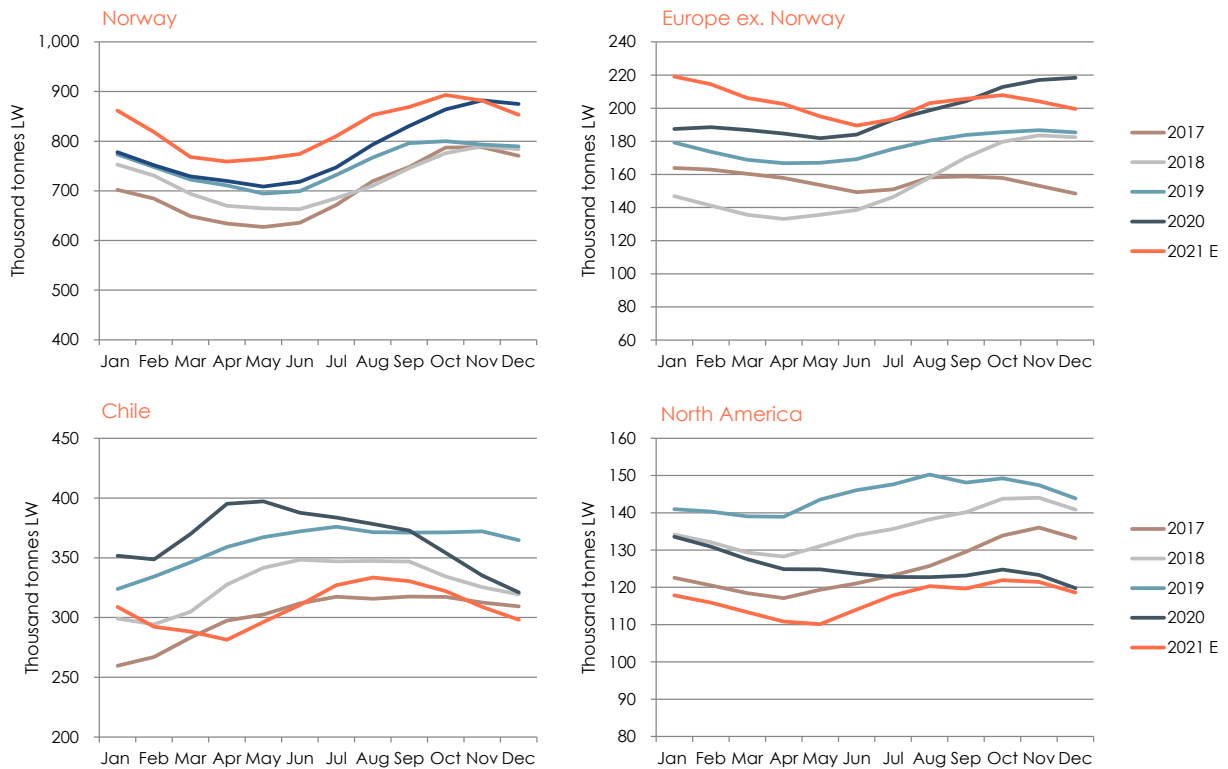 Norway
Thousand tonnes LW
1,000
900
800
700
600
500
400
Jan Feb Mar Apr May Jun Jul Aug Sep Oct Nov Dec
Europe ex. Norway
Thousand tonnes LW
240
220
200
180
160
140
120
100
80
60
Jan Feb Mar Apr May Jun Jul Aug Sep Oct Nov Dec
2017
2018
2019
2020
2021 E
Chile
Thousand tonnes LW
450
400
350
300
250
200
Jan Feb Mar Apr May Jun Jul Aug Sep Oct Nov Dec
North America
Thousand tonnes LW
160
150
140
130
120
110
100
90
80
Jan Feb Mar Apr May Jun Jul Aug Sep Oct Nov Dec
2017
2018
2019
2020
2021 E